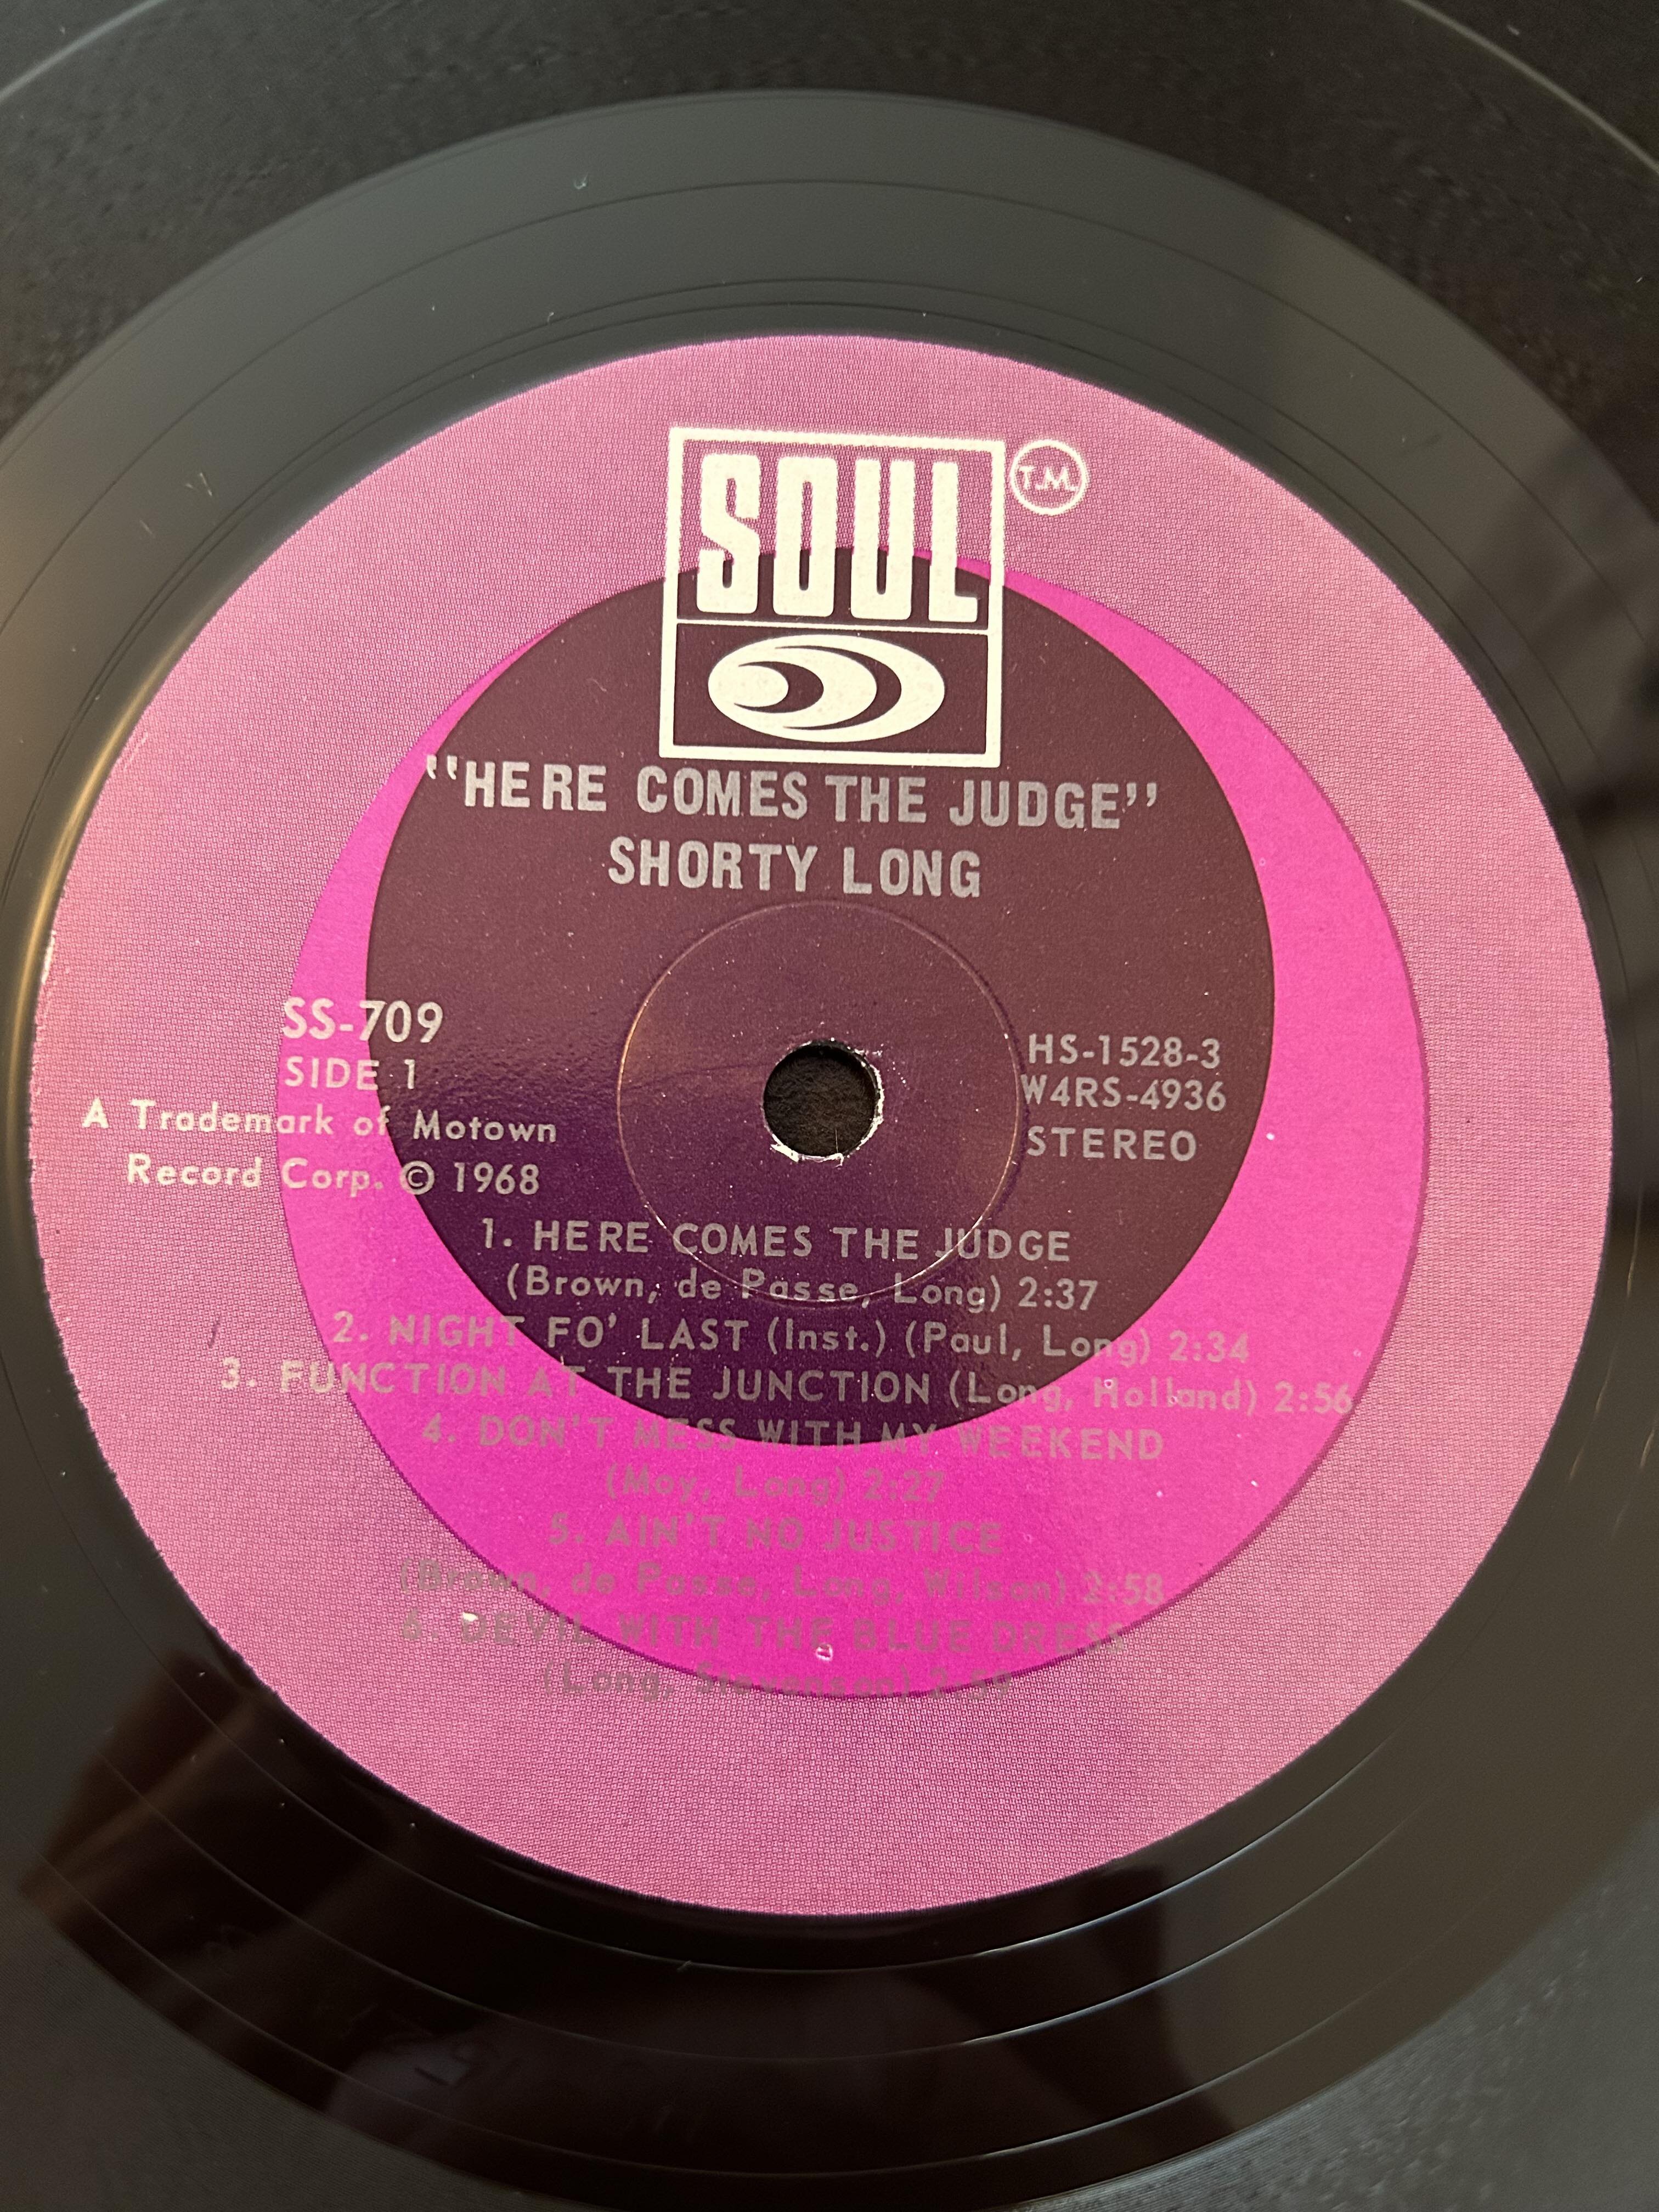 SOUL
T.M.
"HERE COMES THE JUDGE"
SHORTY LONG
SS-709
SIDE 1
A Trademark of Motown
Record Corp. © 1968
HS-1528-3
W4RS-4936
STEREO
1. HERE COMES THE JUDGE
(Brown, de Passe, Long) 2:37
2. NIGHT FO' LAST (Inst.) (Paul, Long) 2:34
3. FUNCTION AT THE JUNCTION (Long, Holland) 2:56
4. DON'T MESS WITH MY WEEKEND
(Moy, Long) 2:27
5. AIN'T NO JUSTICE
(Brown, de Passe, Long, Wilson) 2:58
6. DEVIL WITH THE BLUE DRESS
(Long, Stevenson) 2:59